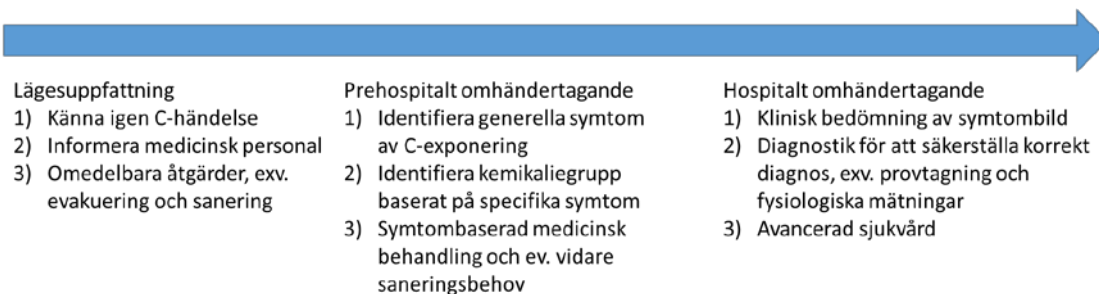 Lägesuppfattning
1) Känna igen C-händelse
2) Informera medicinsk personal
3) Omedelbara åtgärder, exv.
evakuering och sanering
Prehospitalt omhändertagande
1) Identifiera generella symtom
av C-exponering
2) Identifiera kemikaliegrupp
baserat på specifika symtom
3) Symtombaserad medicinsk
behandling och ev. vidare
saneringsbehov
Hospitalt omhändertagande
1) Klinisk bedömning av symtombild
2) Diagnostik för att säkerställa korrekt
diagnos, exv. provtagning och
fysiologiska mätningar
3) Avancerad sjukvård